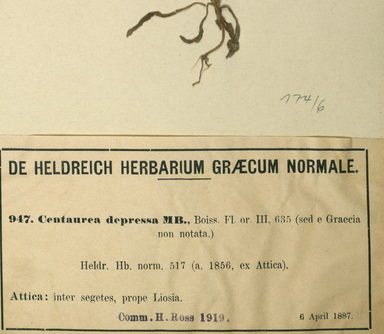 174/6
DE HELDREICH HERBARIUM GRÆCUM NORMALE.
947. Centaurea depressa MB., Boiss. Fl. or. III, 635 (sed e Graecia
non notata.)
Heldr. Hb. norm. 517 (a. 1856, ex Attica).
Attica: inter segetes, prope Liosia.
Comm. H. Ross 1919.
6 April 1887.